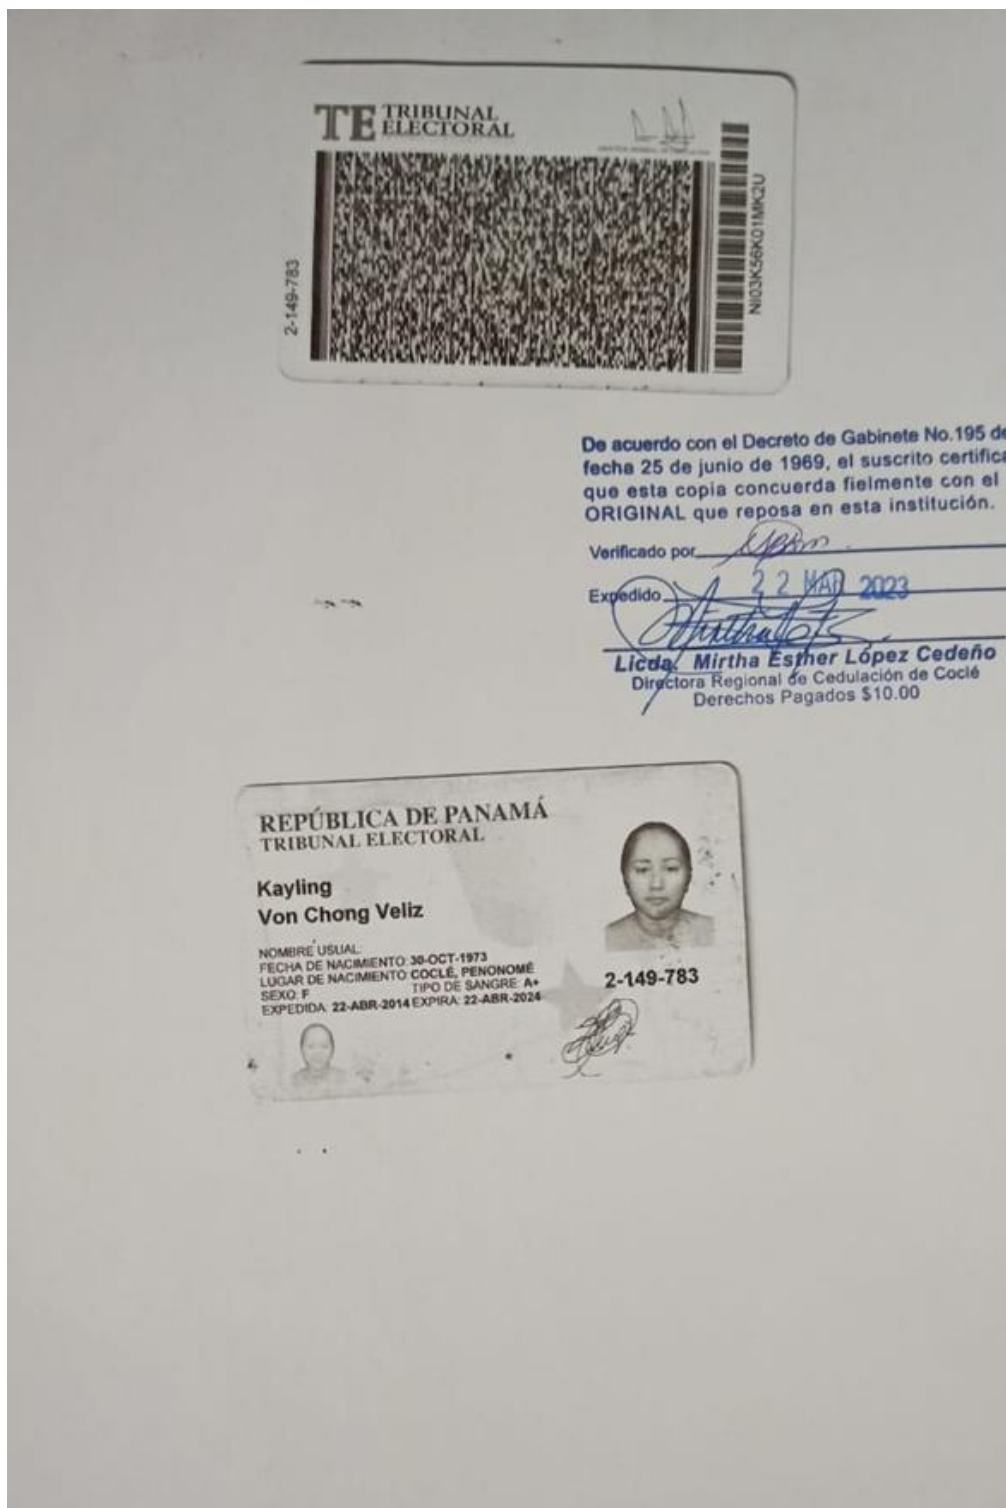 TE TRIBUNAL
ELECTORAL
2-149-783
NI03K56K01MK2U
De acuerdo con el Decreto de Gabinete No.195 de
fecha 25 de junio de 1969, el suscrito certifica
que esta copia concuerda fielmente con el
ORIGINAL que reposa en esta institución.
Verificado por
Expedido 22 MAR 2023
Licda. Mirtha Esther López Cedeño
Directora Regional de Cedulación de Coclé
Derechos Pagados $10.00
REPÚBLICA DE PANAMÁ
TRIBUNAL ELECTORAL
Kayling
Von Chong Veliz
NOMBRE USUAL:
FECHA DE NACIMIENTO: 30-OCT-1973
LUGAR DE NACIMIENTO: COCLÉ, PENONOMÉ
SEXO: F TIPO DE SANGRE: A+
EXPEDIDA: 22-ABR-2014 EXPIRA: 22-ABR-2024
2-149-783